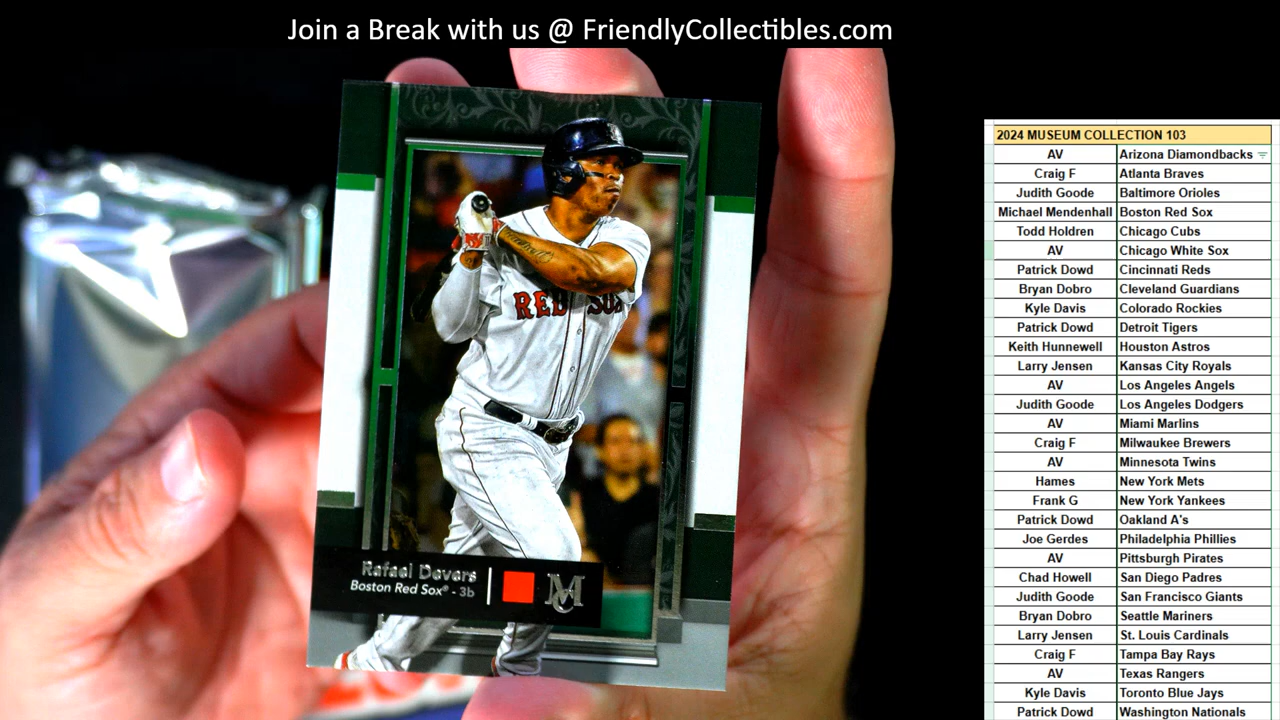 Join a Break with us @ FriendlyCollectibles.com
RED SOX
Rafael Devers
Boston Red Sox® - 3b
MC
2024 MUSEUM COLLECTION 103
AV Arizona Diamondbacks
Craig F Atlanta Braves
Judith Goode Baltimore Orioles
Michael Mendenhall Boston Red Sox
Todd Holdren Chicago Cubs
AV Chicago White Sox
Patrick Dowd Cincinnati Reds
Bryan Dobro Cleveland Guardians
Kyle Davis Colorado Rockies
Patrick Dowd Detroit Tigers
Keith Hunnewell Houston Astros
Larry Jensen Kansas City Royals
AV Los Angeles Angels
Judith Goode Los Angeles Dodgers
AV Miami Marlins
Craig F Milwaukee Brewers
AV Minnesota Twins
Hames New York Mets
Frank G New York Yankees
Patrick Dowd Oakland A's
Joe Gerdes Philadelphia Phillies
AV Pittsburgh Pirates
Chad Howell San Diego Padres
Judith Goode San Francisco Giants
Bryan Dobro Seattle Mariners
Larry Jensen St. Louis Cardinals
Craig F Tampa Bay Rays
AV Texas Rangers
Kyle Davis Toronto Blue Jays
Patrick Dowd Washington Nationals